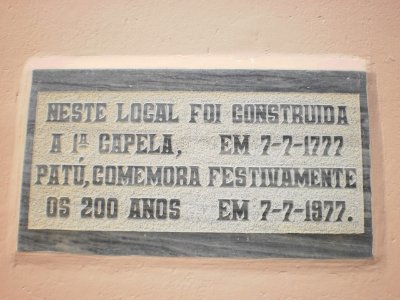 NESTE LOCAL FOI CONSTRUIDA
A 1ª CAPELA, EM 7-7-1777
PATÚ, COMEMORA FESTIVAMENTE
OS 200 ANOS EM 7-7-1977.